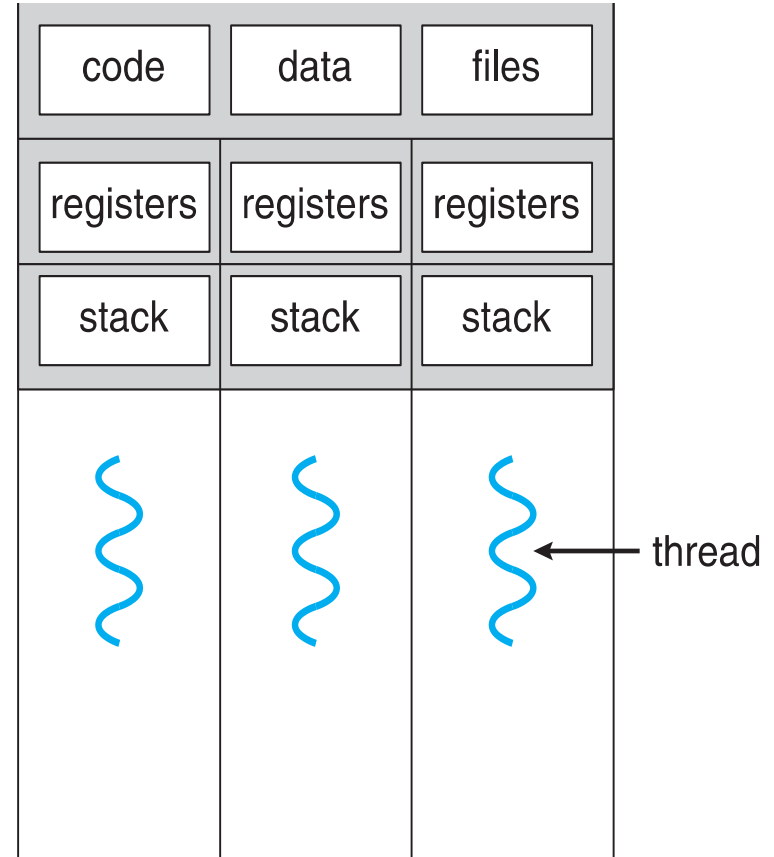 code data files
registers registers registers
stack stack stack
thread